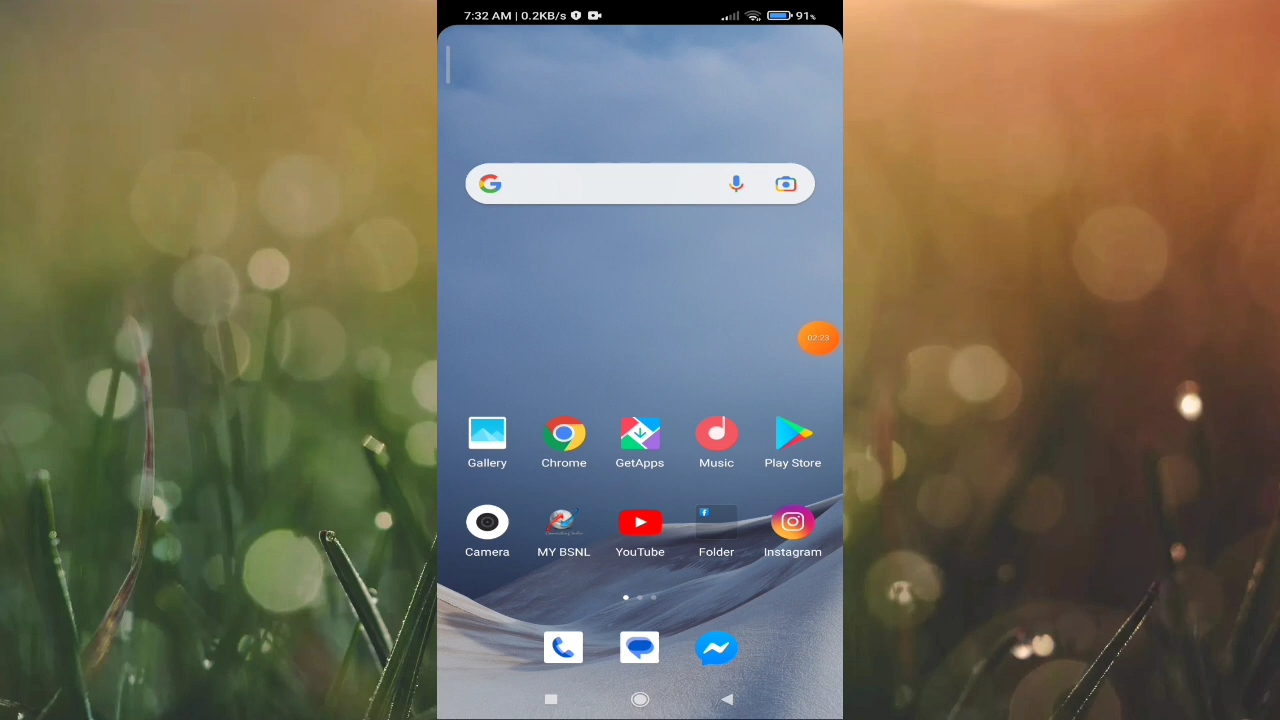 7:32 AM | 0.2KB/s 91%
02:23
Gallery Chrome GetApps Music Play Store
Camera MY BSNL YouTube Folder Instagram